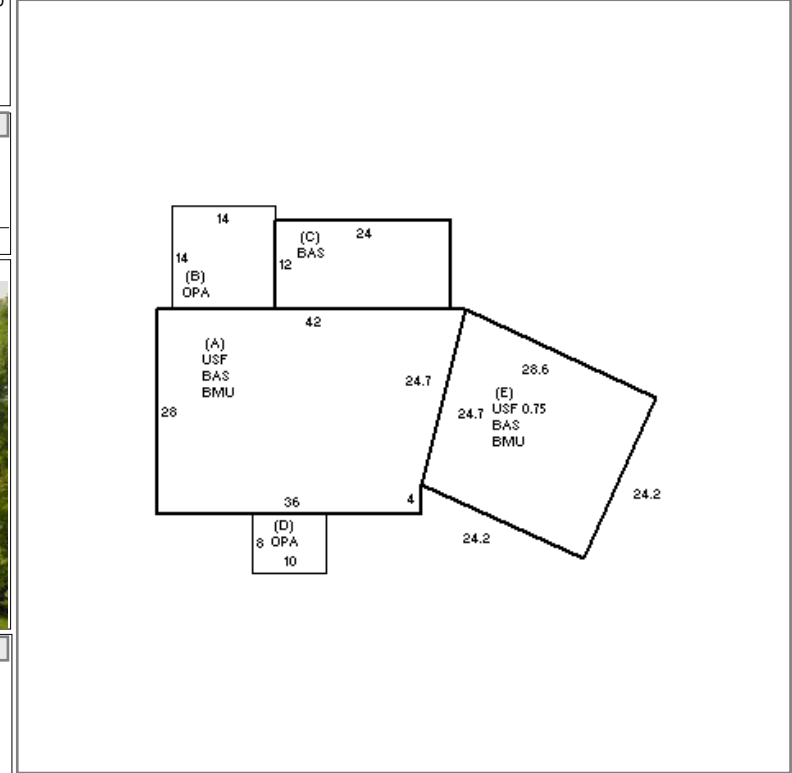 14
14
(B)
OPA
(C)
BAS
24
12
42
(A)
USF
BAS
BMU
28
24.7
28.6
(E)
24.7 USF 0.75
BAS
BMU
24.2
24.2
36
4
(D)
8 OPA
10